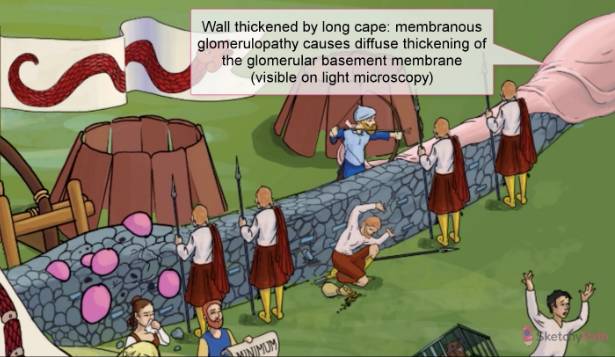 Wall thickened by long cape: membranous
glomerulopathy causes diffuse thickening of
the glomerular basement membrane
(visible on light microscopy)
MINIMUM